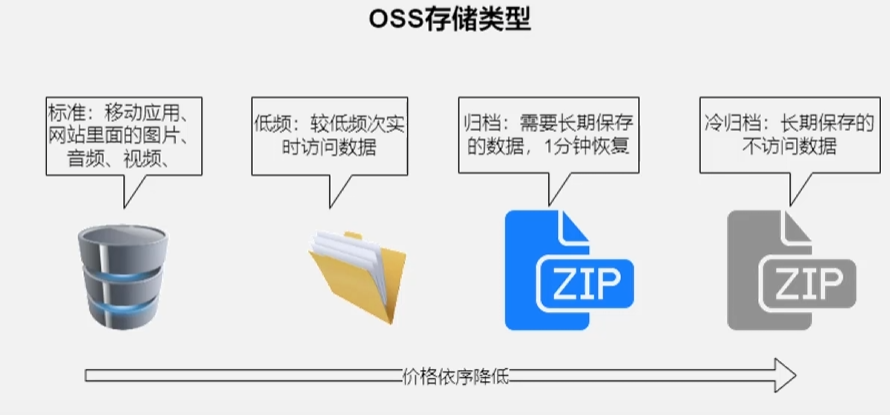 OSS存储类型
标准：移动应用、
网站里面的图片、
音频、视频、
低频：较低频次实
时访问数据
归档：需要长期保存
的数据，1分钟恢复
冷归档：长期保存的
不访问数据
ZIP
ZIP
价格依序降低